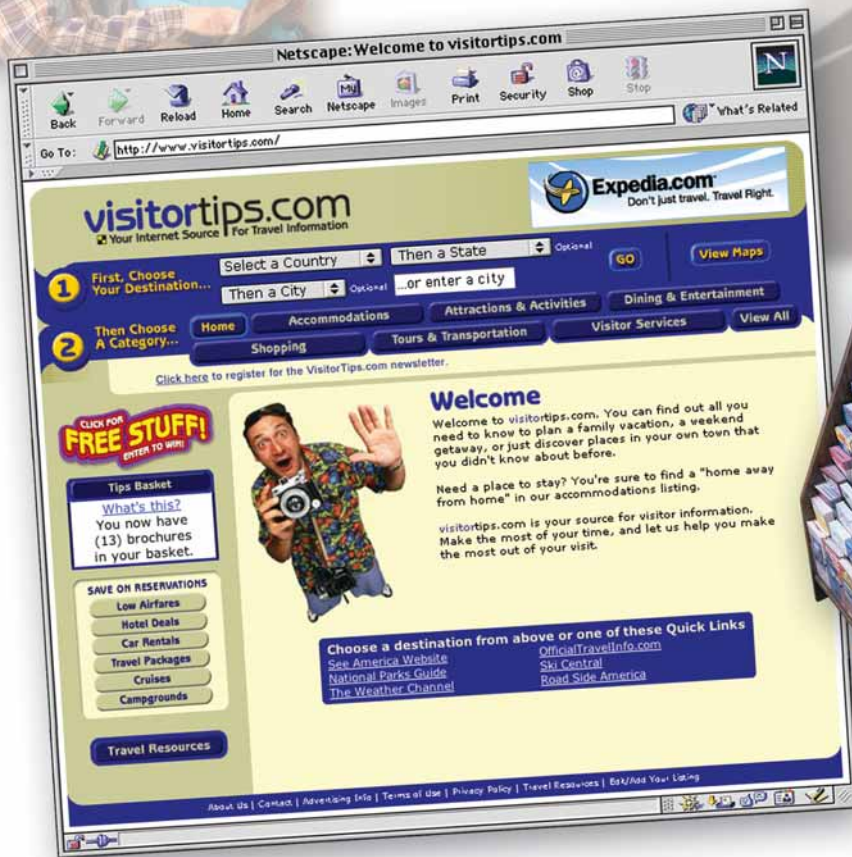 Netscape: Welcome to visitortips.com
Back Forward Reload Home Search Netscape Images Print Security Shop Stop
My
N
Go To: http://www.visitortips.com/ What's Related
visitortips.com
Your Internet Source For Travel Information
Expedia.com
Don't just travel. Travel Right.
1 First, Choose
Your Destination...
Select a Country Then a State Optional
Then a City Optional ...or enter a city
GO View Maps
2 Then Choose
A Category...
Home Accommodations Attractions & Activities Dining & Entertainment
Shopping Tours & Transportation Visitor Services View All
Click here to register for the VisitorTips.com newsletter.
CLICK FOR
FREE STUFF!
ENTER TO WIN!
Tips Basket
What's this?
You now have
(13) brochures
in your basket.
SAVE ON RESERVATIONS
Low Airfares
Hotel Deals
Car Rentals
Travel Packages
Cruises
Campgrounds
Travel Resources
Welcome
Welcome to visitortips.com. You can find out all you
need to know to plan a family vacation, a weekend
getaway, or just discover places in your own town that
you didn't know about before.
Need a place to stay? You're sure to find a "home away
from home" in our accommodations listing.
visitortips.com is your source for visitor information.
Make the most of your time, and let us help you make
the most out of your visit.
Choose a destination from above or one of these Quick Links
See America Website OfficialTravelInfo.com
National Parks Guide Ski Central
The Weather Channel Road Side America
About Us | Contact | Advertising Info | Terms of Use | Privacy Policy | Travel Resources | Edit/Add Your Listing